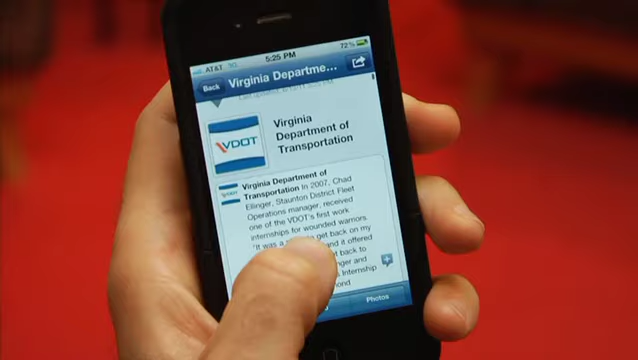 AT&T 3G 5:25 PM 72%
Back Virginia Departme...
VDOT
Virginia
Department of
Transportation
Virginia Department of
Transportation In 2007, Chad
Ellinger, Staunton District Fleet
Operations manager, received
one of the VDOT's first work
internships for wounded warriors.
"It was a get back on my
and it offered
back to
and
Internship
Photos